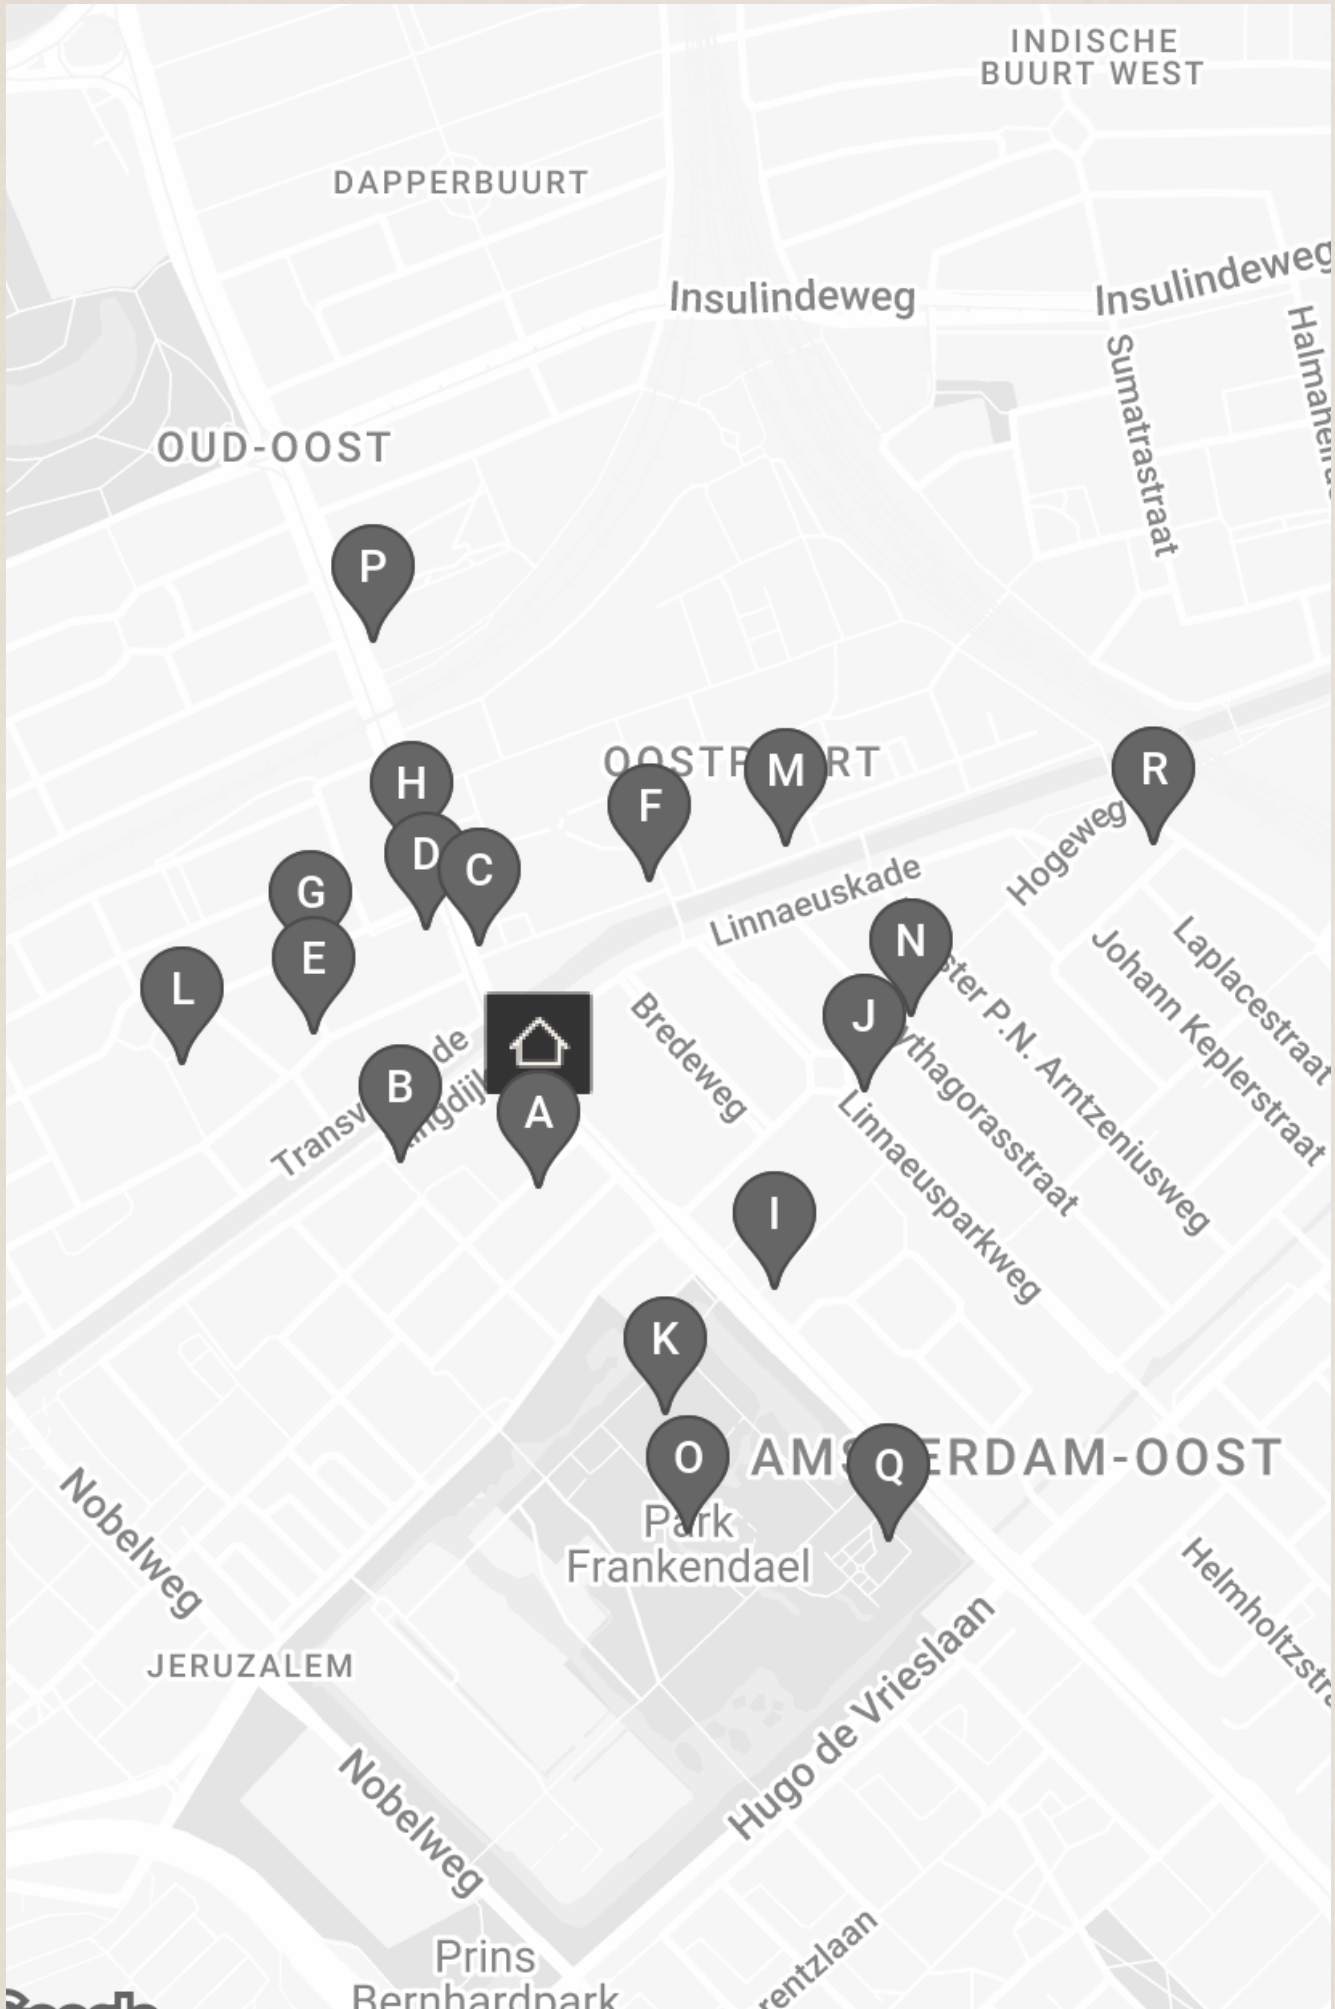 INDISCHE
BUURT WEST
DAPPERBUURT
Insulindeweg
Insulindeweg
Sumatrastraat
OUD-OOST
P
H
M
R
F
D
C
Hogeweg
G
Linnaeuskade
E
N
L
Laplacestraat
Johann Keplerstraat
J
Bredeweg
B
A
Linnaeusparkweg
I
K
O
Q
Park
Frankendael
Nobelweg
JERUZALEM
Hugo de Vrieslaan
Nobelweg
Prins
Bernhardpark